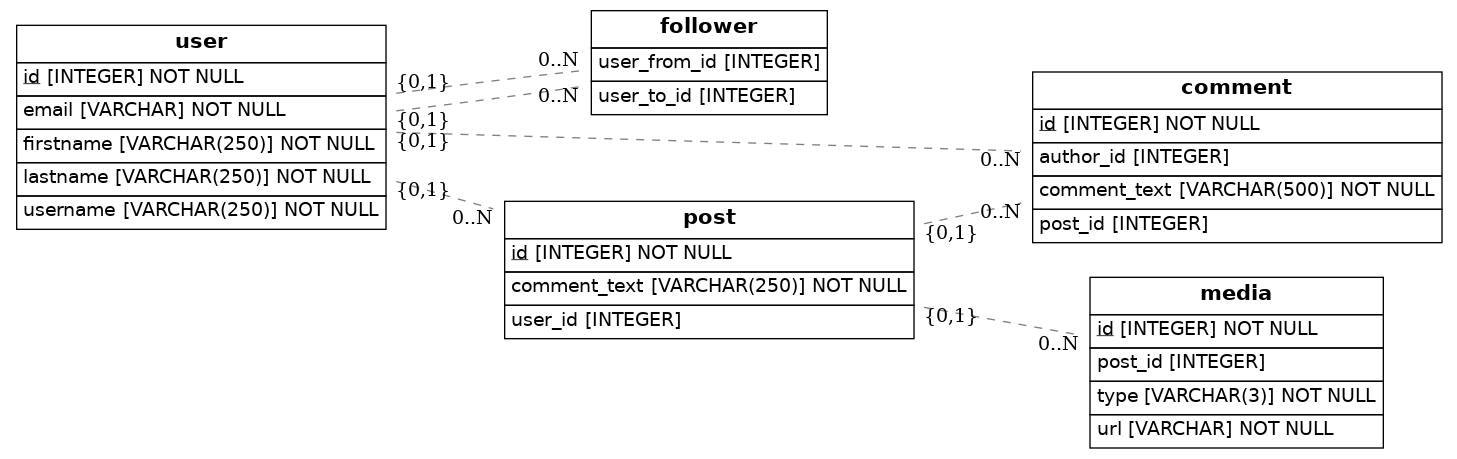 user
id [INTEGER] NOT NULL
email [VARCHAR] NOT NULL
firstname [VARCHAR(250)] NOT NULL
lastname [VARCHAR(250)] NOT NULL
username [VARCHAR(250)] NOT NULL
{0,1}
{0,1}
{0,1}
{0,1}
0..N
0..N
follower
user_from_id [INTEGER]
user_to_id [INTEGER]
0..N
post
id [INTEGER] NOT NULL
comment_text [VARCHAR(250)] NOT NULL
user_id [INTEGER]
{0,1}
{0,1}
0..N
0..N
comment
id [INTEGER] NOT NULL
author_id [INTEGER]
comment_text [VARCHAR(500)] NOT NULL
post_id [INTEGER]
0..N
media
id [INTEGER] NOT NULL
post_id [INTEGER]
type [VARCHAR(3)] NOT NULL
url [VARCHAR] NOT NULL